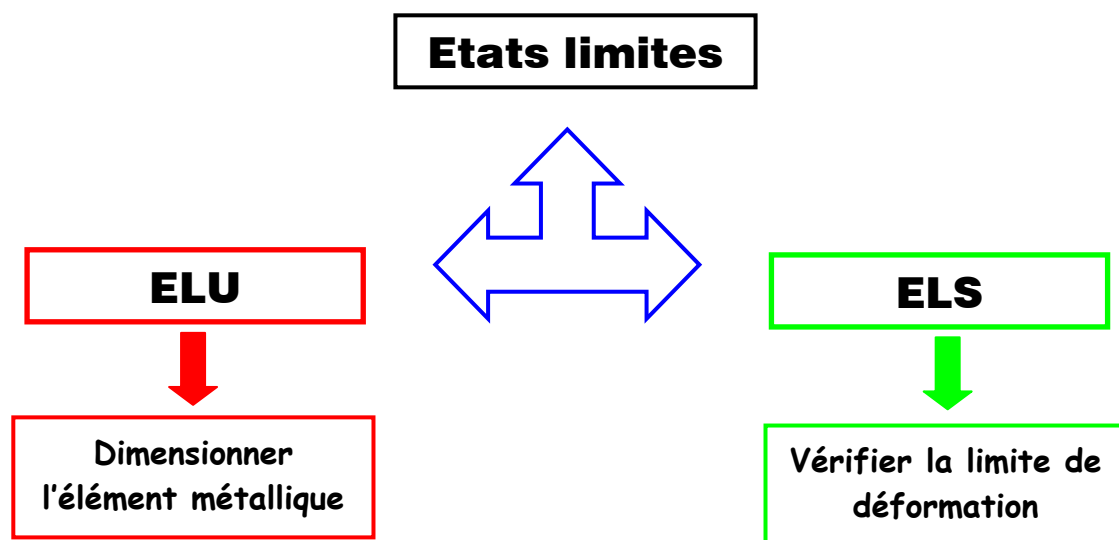 Etats limites
ELU
ELS
Dimensionner
l'élément métallique
Vérifier la limite de
déformation